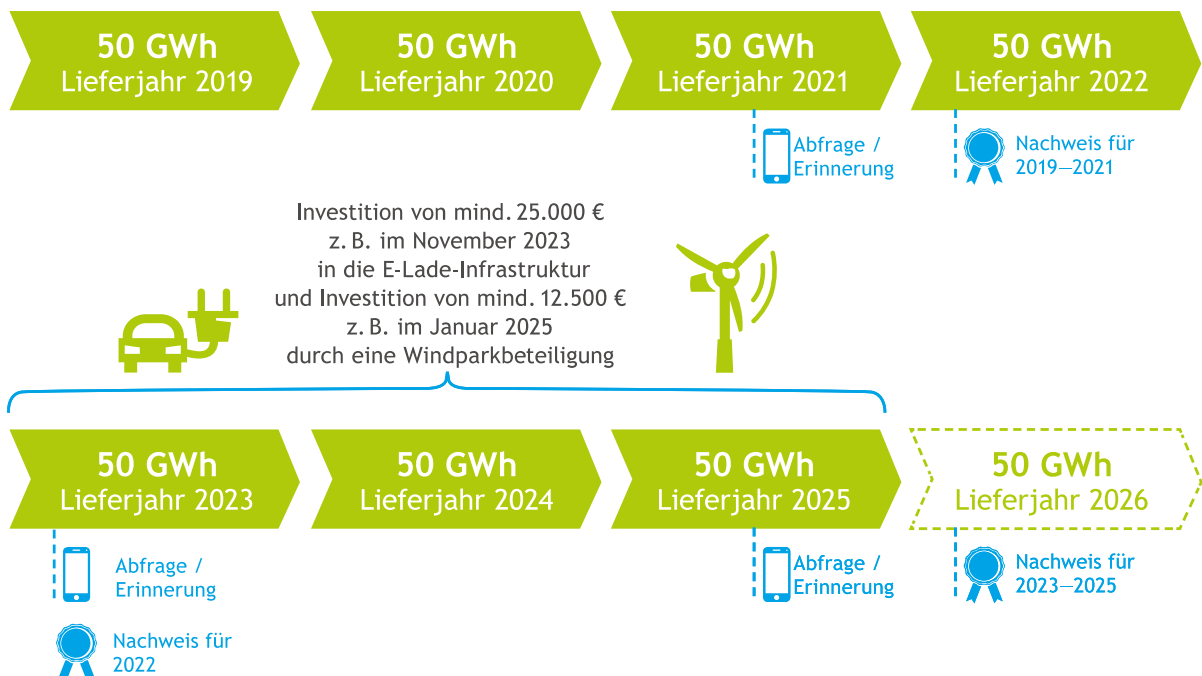 50 GWh
Lieferjahr 2019
50 GWh
Lieferjahr 2020
50 GWh
Lieferjahr 2021
50 GWh
Lieferjahr 2022
Abfrage /
Erinnerung
Nachweis für
2019—2021
Investition von mind. 25.000 €
z. B. im November 2023
in die E-Lade-Infrastruktur
und Investition von mind. 12.500 €
z. B. im Januar 2025
durch eine Windparkbeteiligung
50 GWh
Lieferjahr 2023
50 GWh
Lieferjahr 2024
50 GWh
Lieferjahr 2025
50 GWh
Lieferjahr 2026
Abfrage /
Erinnerung
Nachweis für
2022
Abfrage /
Erinnerung
Nachweis für
2023—2025